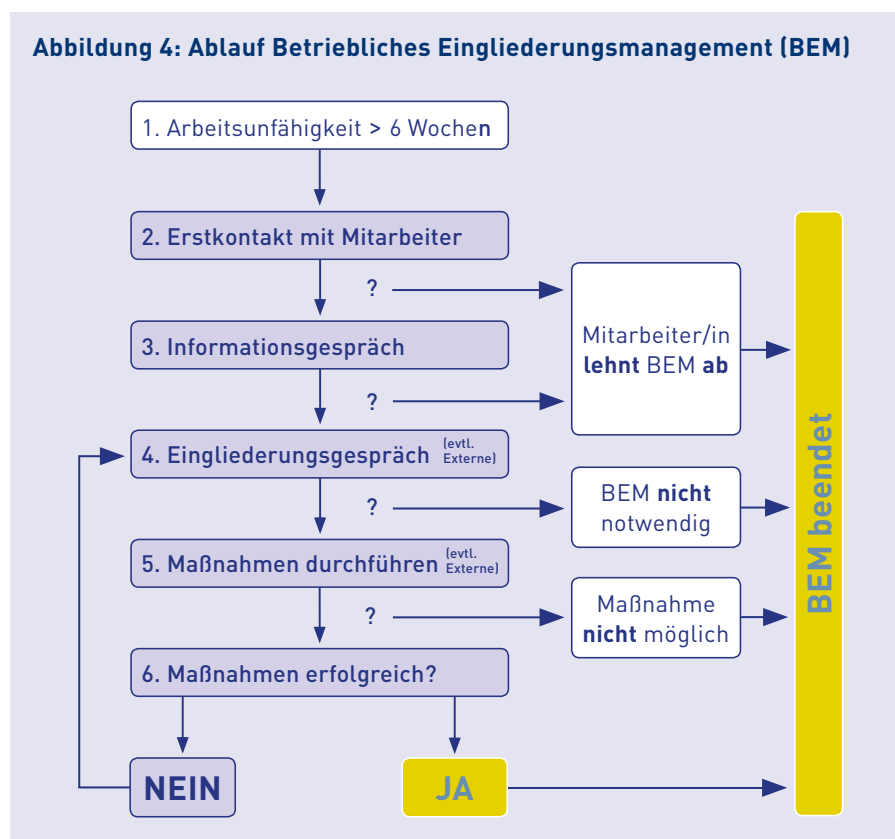 Abbildung 4: Ablauf Betriebliches Eingliederungsmanagement (BEM)
1. Arbeitsunfähigkeit > 6 Wochen
2. Erstkontakt mit Mitarbeiter
?
Mitarbeiter/in
lehnt BEM ab
3. Informationsgespräch
?
4. Eingliederungsgespräch (evtl.
Externe)
?
BEM nicht
notwendig
5. Maßnahmen durchführen (evtl.
Externe)
?
Maßnahme
nicht möglich
6. Maßnahmen erfolgreich?
NEIN
JA
BEM beendet